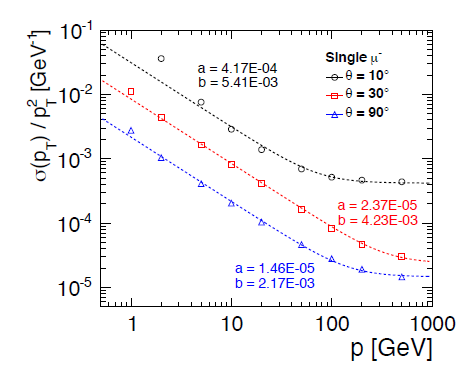 10⁻¹
10⁻²
10⁻³
10⁻⁴
10⁻⁵
σ(p_T) / p_T² [GeV⁻¹]
a = 4.17E-04
b = 5.41E-03
Single μ⁻
θ = 10°
θ = 30°
θ = 90°
a = 2.37E-05
b = 4.23E-03
a = 1.46E-05
b = 2.17E-03
1 10 100 1000
p [GeV]